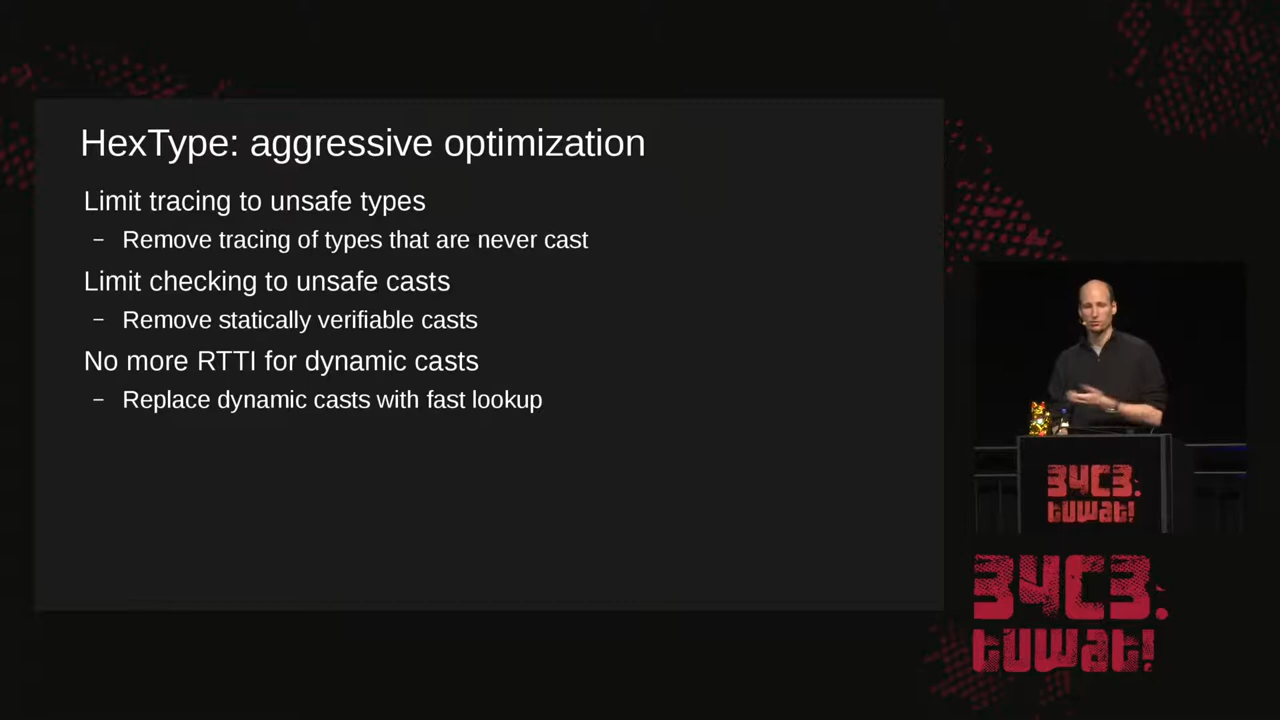 HexType: aggressive optimization
Limit tracing to unsafe types
– Remove tracing of types that are never cast
Limit checking to unsafe casts
– Remove statically verifiable casts
No more RTTI for dynamic casts
– Replace dynamic casts with fast lookup
34C3.
tuwat!
34C3.
tuwat!